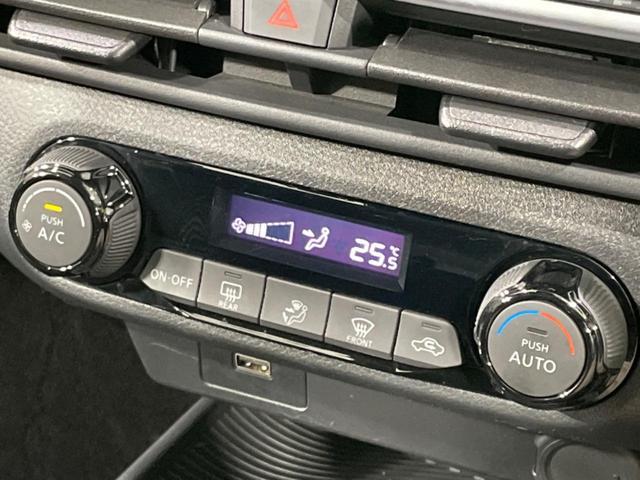 PUSH
A/C
25.5 °C
ON·OFF
REAR
FRONT
PUSH
AUTO